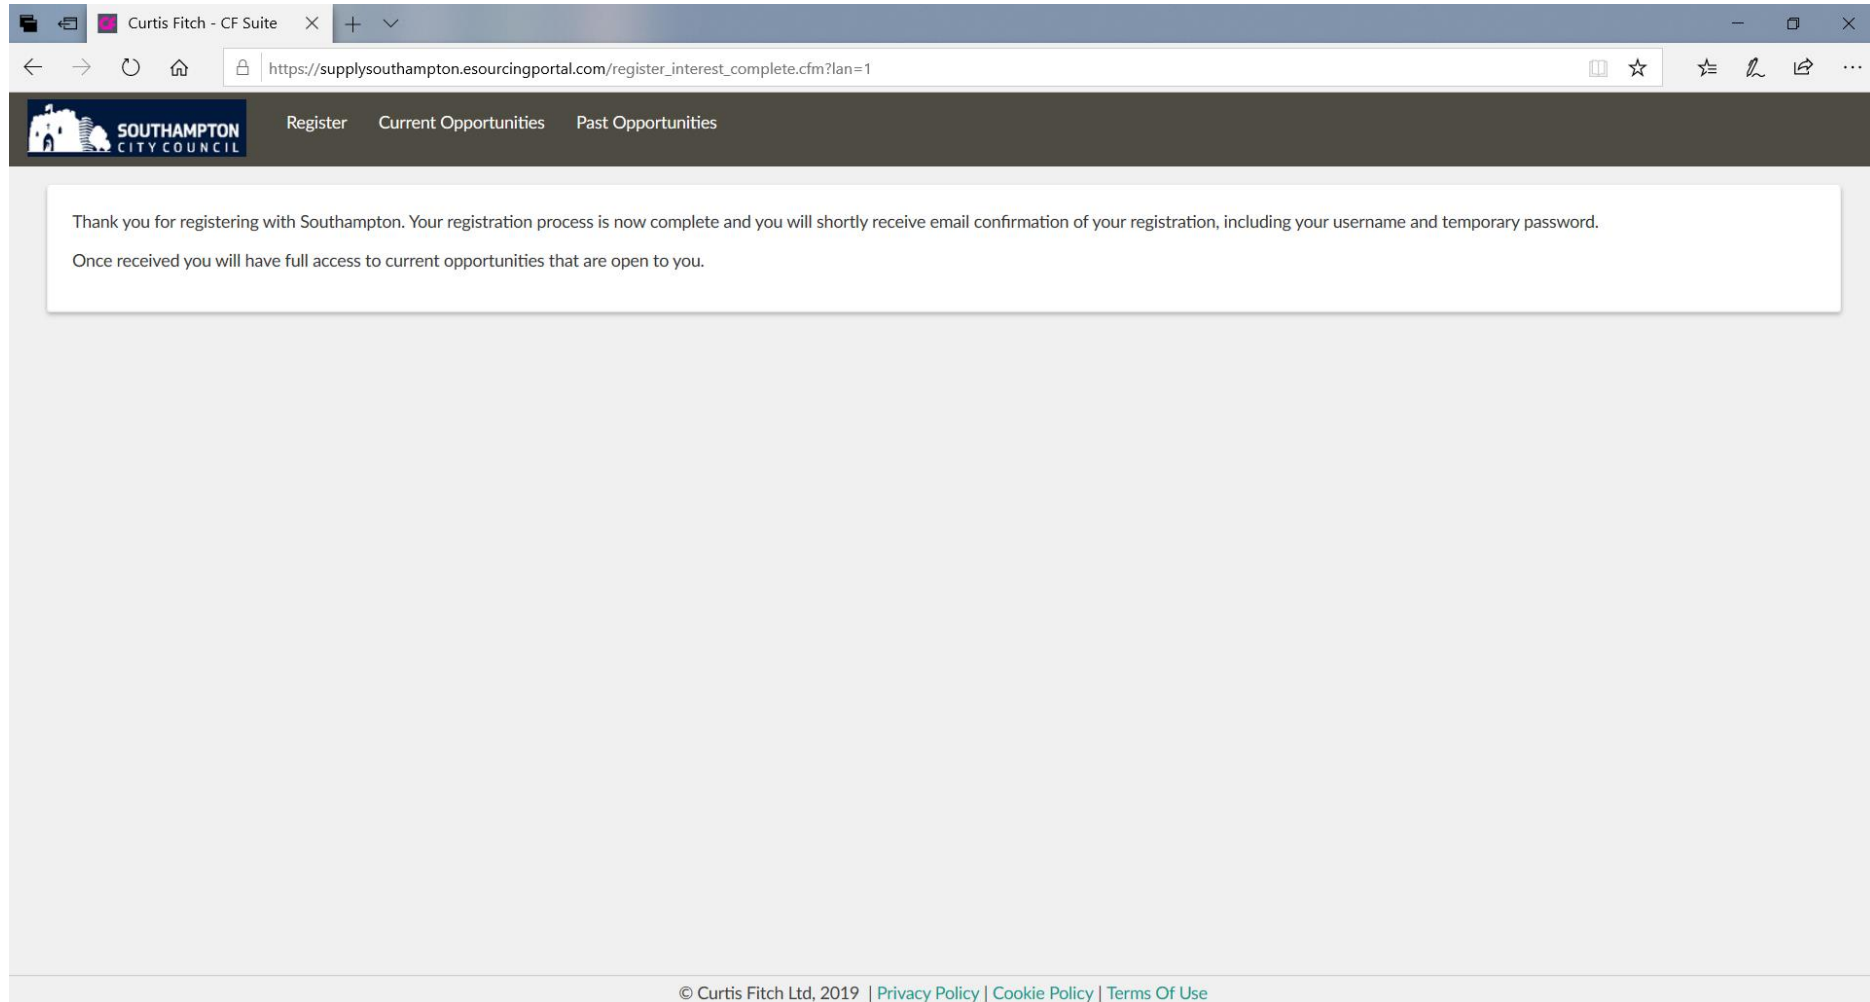 Curtis Fitch - CF Suite
https://supplysouthampton.esourcingportal.com/register_interest_complete.cfm?lan=1
SOUTHAMPTON
CITY COUNCIL
Register Current Opportunities Past Opportunities
Thank you for registering with Southampton. Your registration process is now complete and you will shortly receive email confirmation of your registration, including your username and temporary password.
Once received you will have full access to current opportunities that are open to you.
© Curtis Fitch Ltd, 2019 | Privacy Policy | Cookie Policy | Terms Of Use